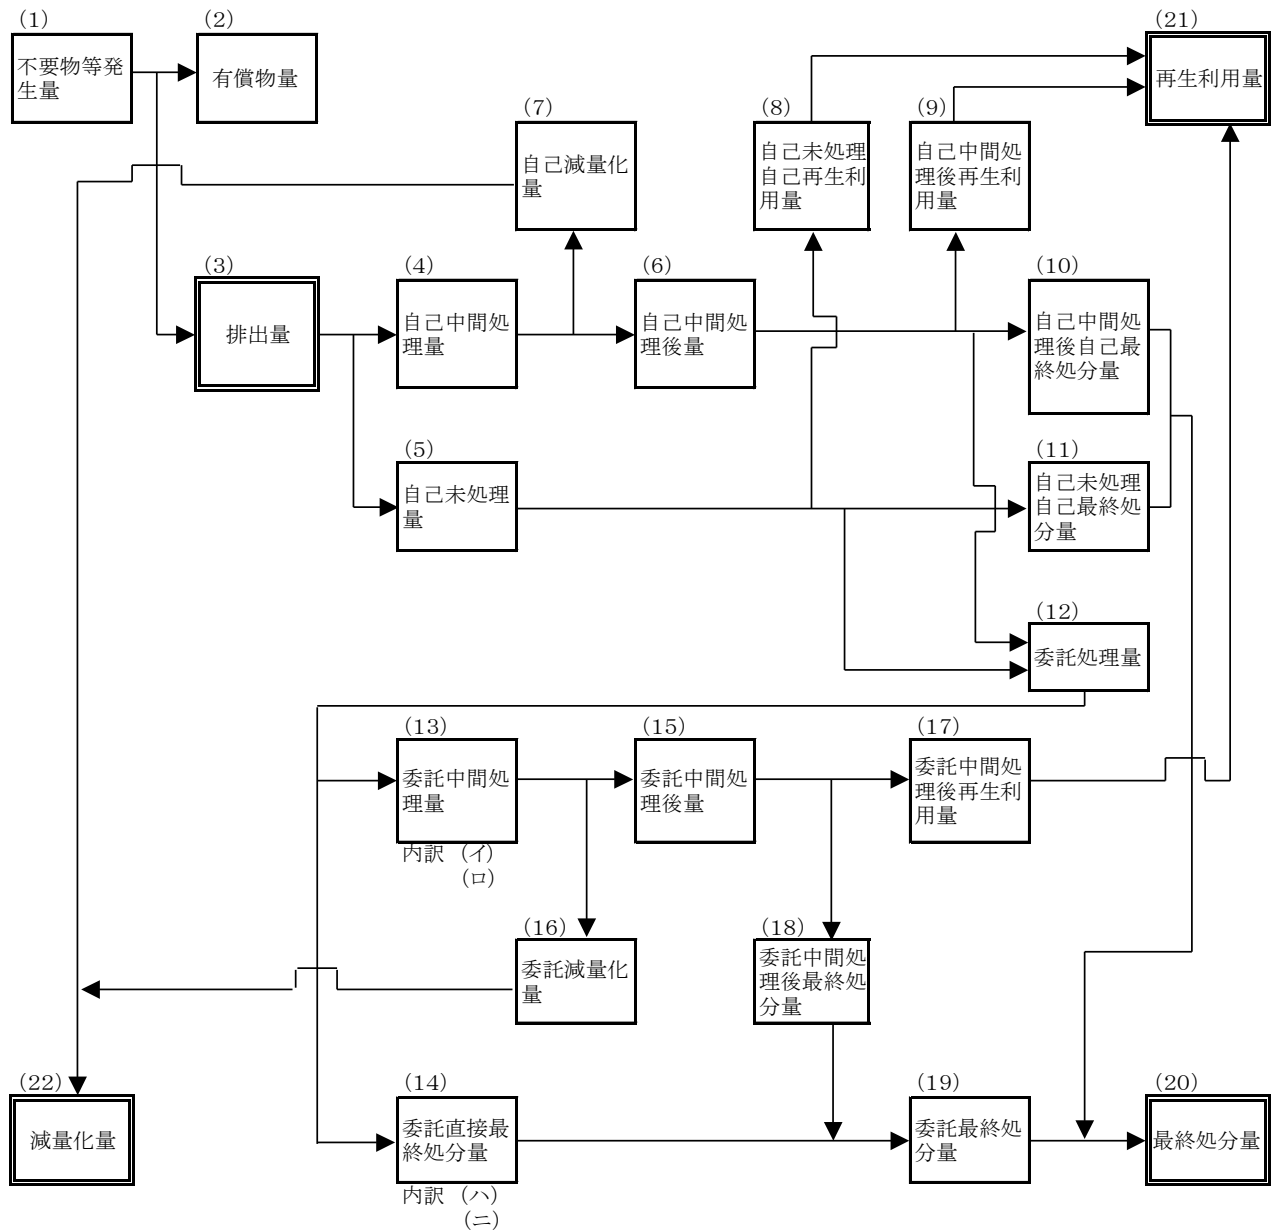 (1)
不要物等発
生量
(2)
有償物量
(21)
再生利用量
(7)
自己減量化
量
(8)
自己未処理
自己再生利
用量
(9)
自己中間処
理後再生利
用量
(3)
排出量
(4)
自己中間処
理量
(6)
自己中間処
理後量
(10)
自己中間処
理後自己最
終処分量
(5)
自己未処理
量
(11)
自己未処理
自己最終処
分量
(12)
委託処理量
(13)
委託中間処
理量
内訳 (イ)
(ロ)
(15)
委託中間処
理後量
(17)
委託中間処
理後再生利
用量
(16)
委託減量化
量
(18)
委託中間処
理後最終処
分量
(22)
減量化量
(14)
委託直接最
終処分量
内訳 (ハ)
(ニ)
(19)
委託最終処
分量
(20)
最終処分量